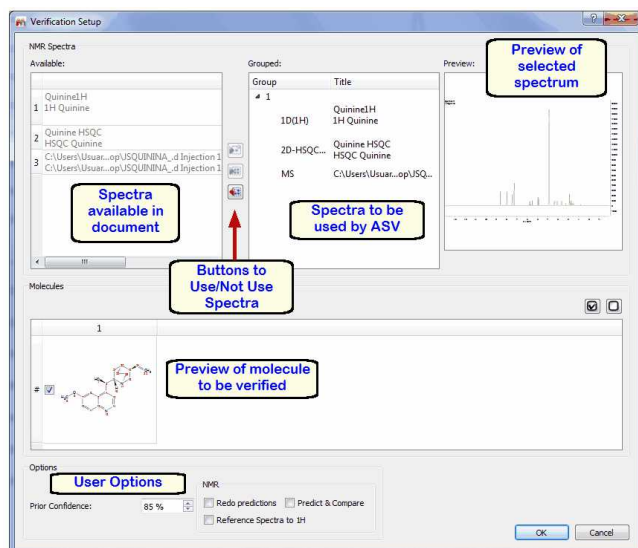 Verification Setup
NMR Spectra
Available:
Grouped:
Preview:
Preview of
selected
spectrum
Group Title
1
Quinine1H
1H Quinine
2
Quinine HSQC
HSQC Quinine
3
C:\Users\Usuar...op\USQUININA_.d Injection 1
C:\Users\Usuar...op\USQUININA_.d Injection 1
1
1D(1H)
Quinine1H
1H Quinine
2D-HSQC...
Quinine HSQC
HSQC Quinine
MS C:\Users\Usuar...op\USQ...
Spectra
available in
document
Spectra to be
used by ASV
Buttons to
Use/Not Use
Spectra
Molecules
1
#
Preview of molecule
to be verified
Options
User Options
Prior Confidence: 85 %
NMR
Redo predictions Predict & Compare
Reference Spectra to 1H
OK Cancel